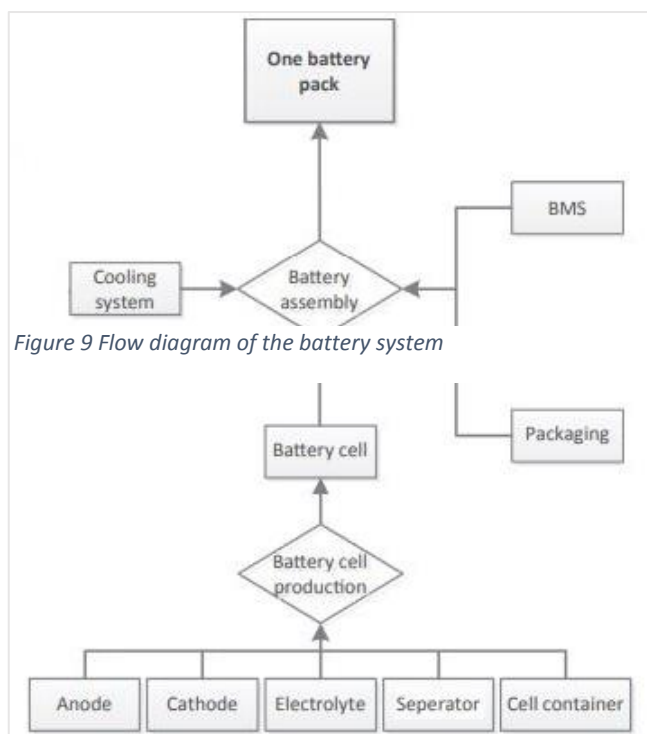 One battery
pack
BMS
Cooling
system
Battery
assembly
Figure 9 Flow diagram of the battery system
Battery cell
Packaging
Battery cell
production
Anode
Cathode
Electrolyte
Seperator
Cell container